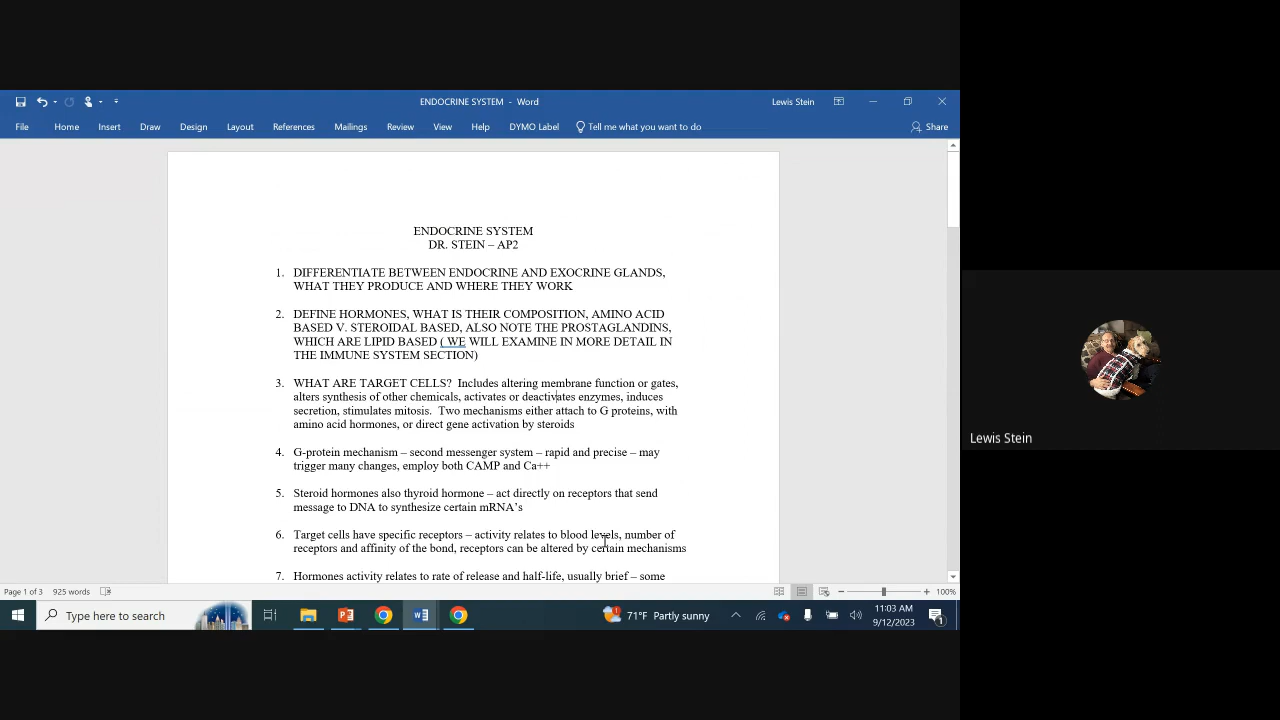 ENDOCRINE SYSTEM - Word
Lewis Stein
File Home Insert Draw Design Layout References Mailings Review View Help DYMO Label Tell me what you want to do Share
ENDOCRINE SYSTEM
DR. STEIN – AP2
1. DIFFERENTIATE BETWEEN ENDOCRINE AND EXOCRINE GLANDS,
WHAT THEY PRODUCE AND WHERE THEY WORK
2. DEFINE HORMONES, WHAT IS THEIR COMPOSITION, AMINO ACID
BASED V. STEROIDAL BASED, ALSO NOTE THE PROSTAGLANDINS,
WHICH ARE LIPID BASED ( WE WILL EXAMINE IN MORE DETAIL IN
THE IMMUNE SYSTEM SECTION)
3. WHAT ARE TARGET CELLS? Includes altering membrane function or gates,
alters synthesis of other chemicals, activates or deactivates enzymes, induces
secretion, stimulates mitosis. Two mechanisms either attach to G proteins, with
amino acid hormones, or direct gene activation by steroids
4. G-protein mechanism – second messenger system – rapid and precise – may
trigger many changes, employ both CAMP and Ca++
5. Steroid hormones also thyroid hormone – act directly on receptors that send
message to DNA to synthesize certain mRNA's
6. Target cells have specific receptors – activity relates to blood levels, number of
receptors and affinity of the bond, receptors can be altered by certain mechanisms
7. Hormones activity relates to rate of release and half-life, usually brief – some
Page 1 of 3 925 words 100%
Type here to search 71°F Partly sunny 11:03 AM
9/12/2023
1
Lewis Stein